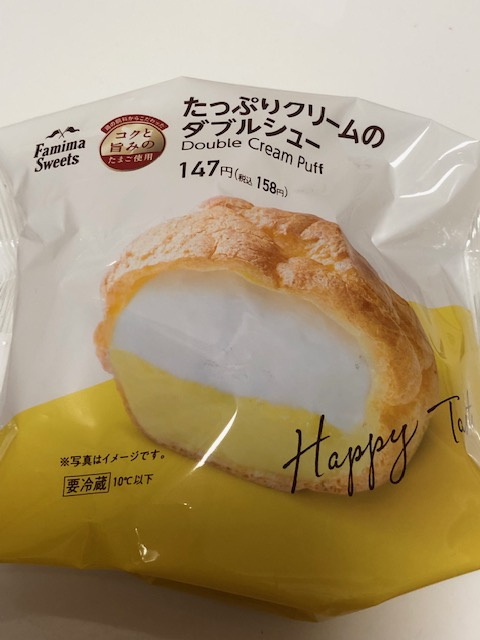 たっぷりクリームの
ダブルシュー
Double Cream Puff
147円(税込 158円)
Famima
Sweets
コクと
旨みの
たまご使用
Happy
※写真はイメージです。
要冷蔵 10℃以下